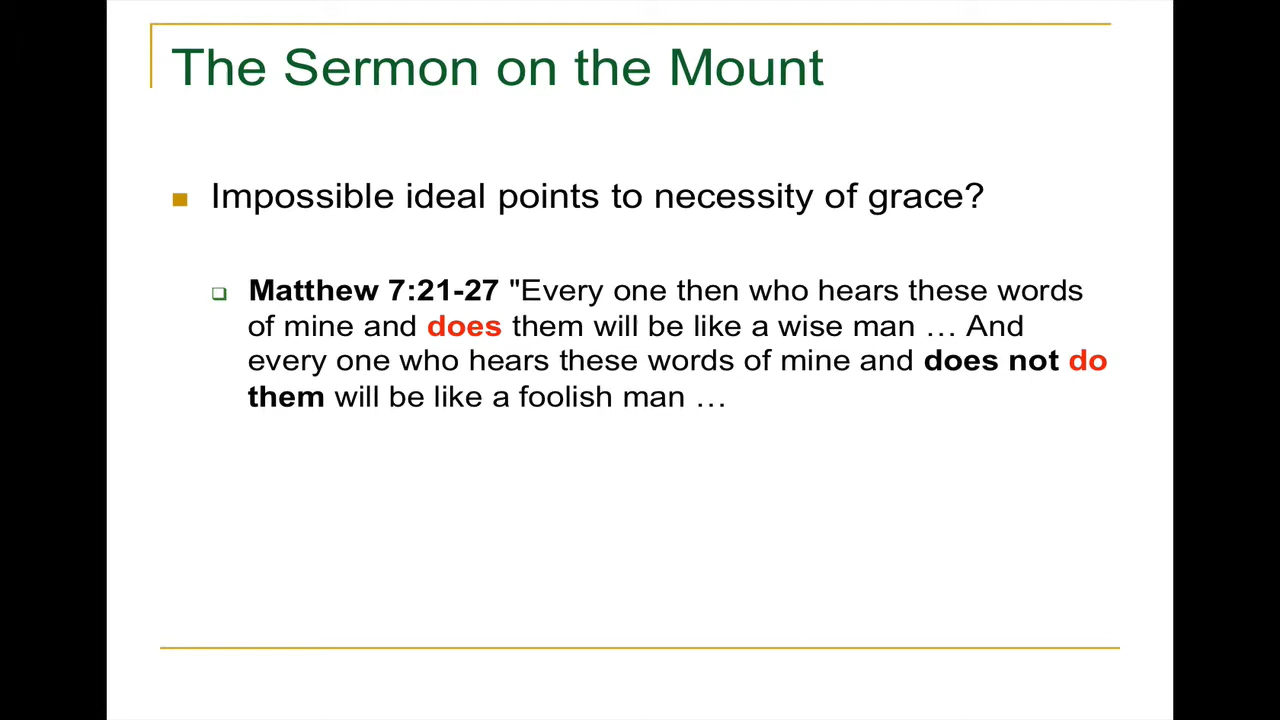 The Sermon on the Mount
Impossible ideal points to necessity of grace?
Matthew 7:21-27 "Every one then who hears these words
of mine and does them will be like a wise man … And
every one who hears these words of mine and does not do
them will be like a foolish man …